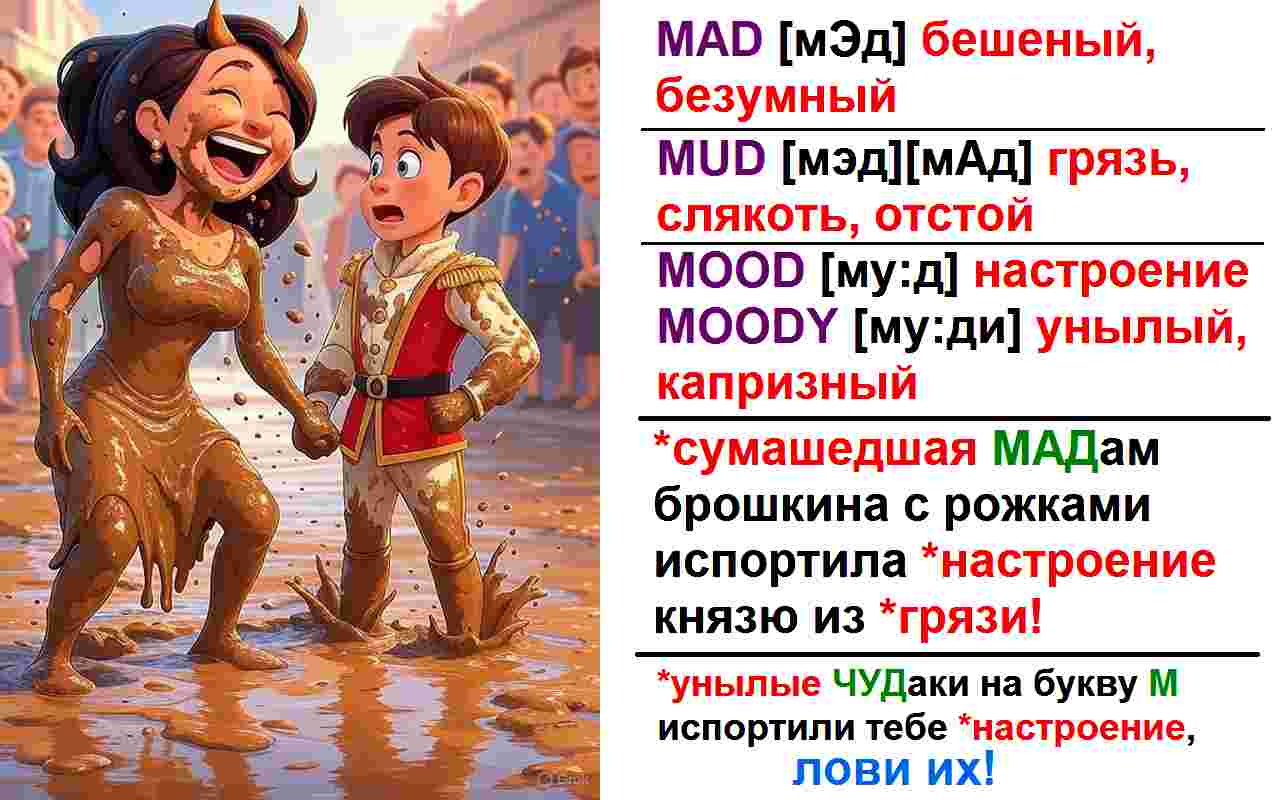 MAD [мЭд] бешеный,
безумный
MUD [мэд][мАд] грязь,
слякоть, отстой
MOOD [му:д] настроение
MOODY [му:ди] унылый,
капризный
*сумашедшая МАДам
брошкина с рожками
испортила *настроение
князю из *грязи!
*унылые ЧУДаки на букву М
испортили тебе *настроение,
лови их!